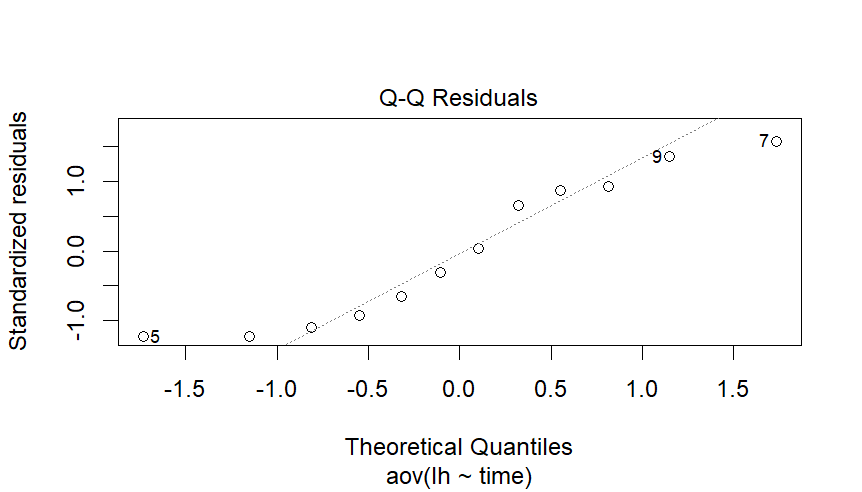 Q-Q Residuals
Standardized residuals
1.0
0.0
-1.0
5
9
7
-1.5 -1.0 -0.5 0.0 0.5 1.0 1.5
Theoretical Quantiles
aov(lh ~ time)